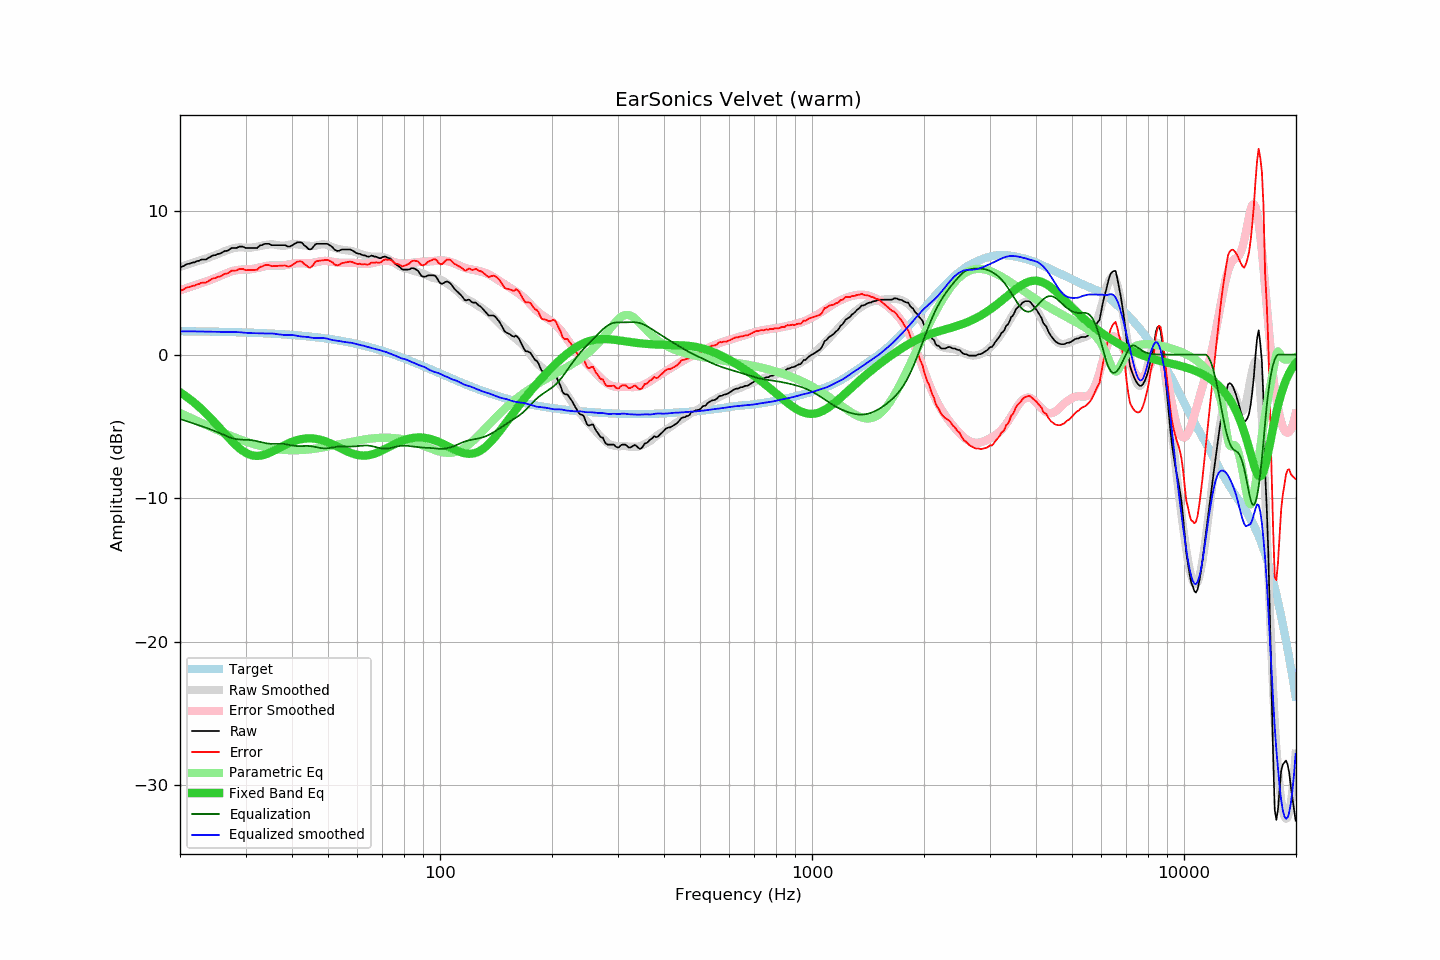 EarSonics Velvet (warm)
10
0
−10
−20
−30
Amplitude (dBr)
Target
Raw Smoothed
Error Smoothed
Raw
Error
Parametric Eq
Fixed Band Eq
Equalization
Equalized smoothed
100
1000
10000
Frequency (Hz)